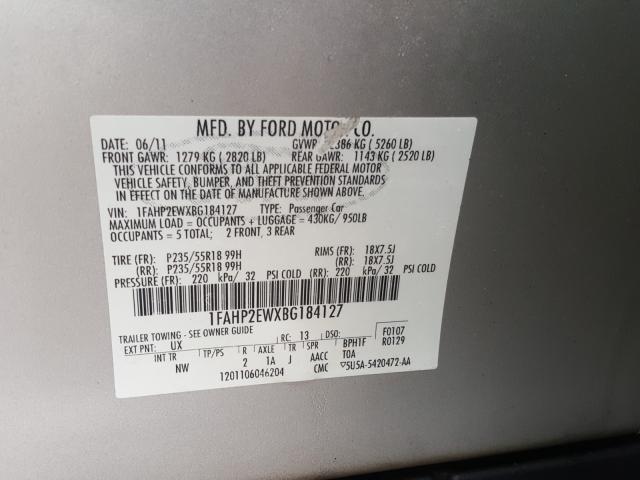 MFD. BY FORD MOTOR CO.
DATE: 06/11 GVWR: 2386 KG ( 5260 LB)
FRONT GAWR: 1279 KG ( 2820 LB) REAR GAWR: 1143 KG ( 2520 LB)
THIS VEHICLE CONFORMS TO ALL APPLICABLE FEDERAL MOTOR
VEHICLE SAFETY, BUMPER, AND THEFT PREVENTION STANDARDS
IN EFFECT ON THE DATE OF MANUFACTURE SHOWN ABOVE.
VIN: 1FAHP2EWXBG184127 TYPE: Passenger Car
MAXIMUM LOAD = OCCUPANTS + LUGGAGE = 430KG/950LB
OCCUPANTS = 5 TOTAL; 2 FRONT, 3 REAR
TIRE (FR): P235/55R18 99H RIMS (FR): 18X7.5J
(RR): P235/55R18 99H (RR): 18X7.5J
PRESSURE (FR): 220 kPa/ 32 PSI COLD (RR): 220 kPa/ 32 PSI COLD
1FAHP2EWXBG184127
TRAILER TOWING - SEE OWNER GUIDE
EXT PNT: UX RC: 13 DSO: F0107
INT TR TP/PS R AXLE TR SPR BPH1F R0129
NW 2 1A J AACC T0A
1201106046204 CMC ▽5U5A-5420472-AA